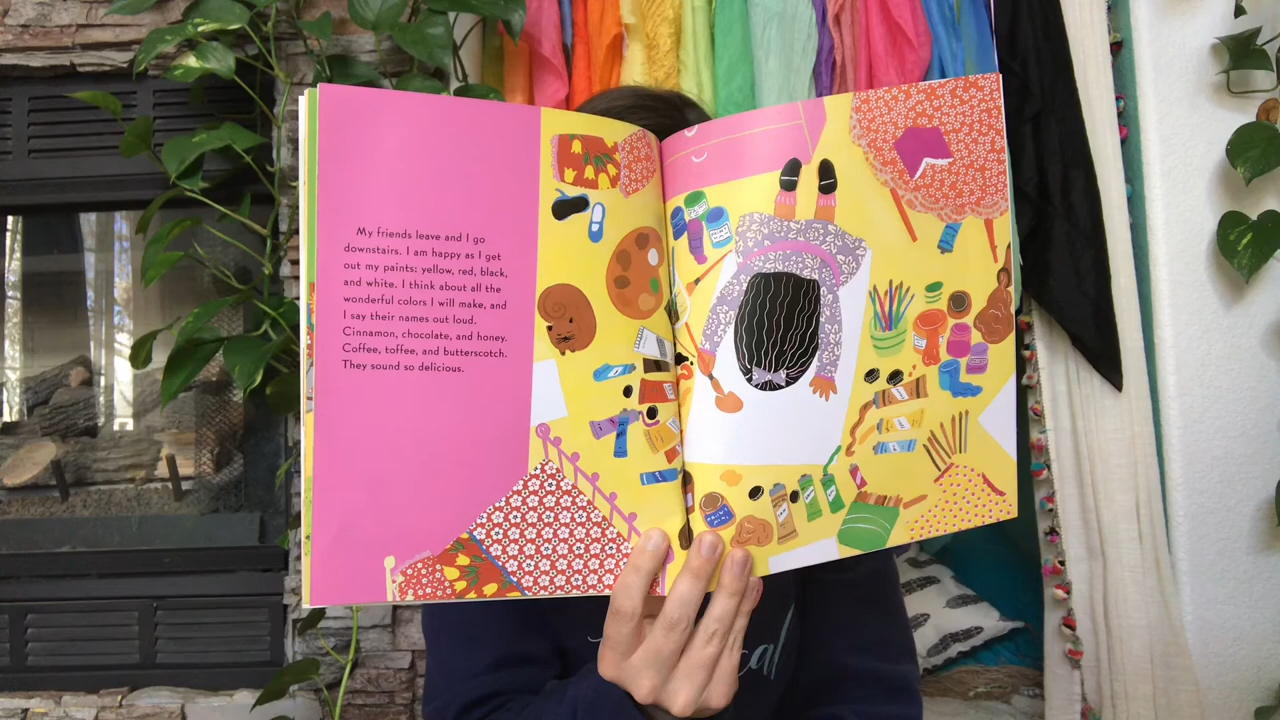 My friends leave and I go
downstairs. I am happy as I get
out my paints: yellow, red, black,
and white. I think about all the
wonderful colors I will make, and
I say their names out loud.
Cinnamon, chocolate, and honey.
Coffee, toffee, and butterscotch.
They sound so delicious.